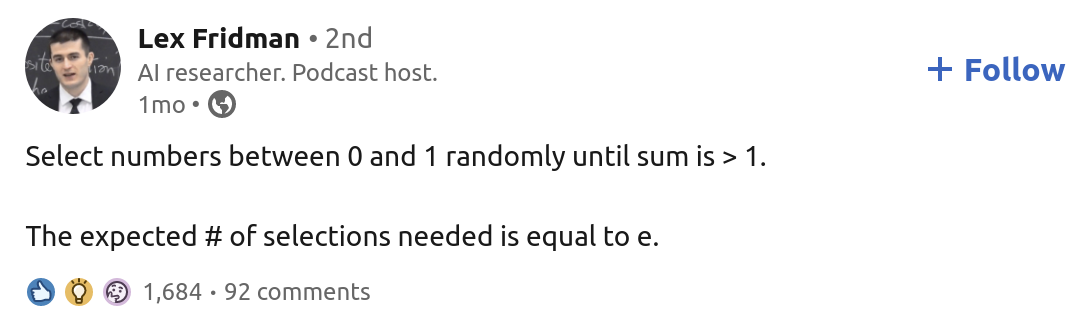 Lex Fridman • 2nd
AI researcher. Podcast host.
1mo •
+ Follow
Select numbers between 0 and 1 randomly until sum is > 1.
The expected # of selections needed is equal to e.
1,684 · 92 comments